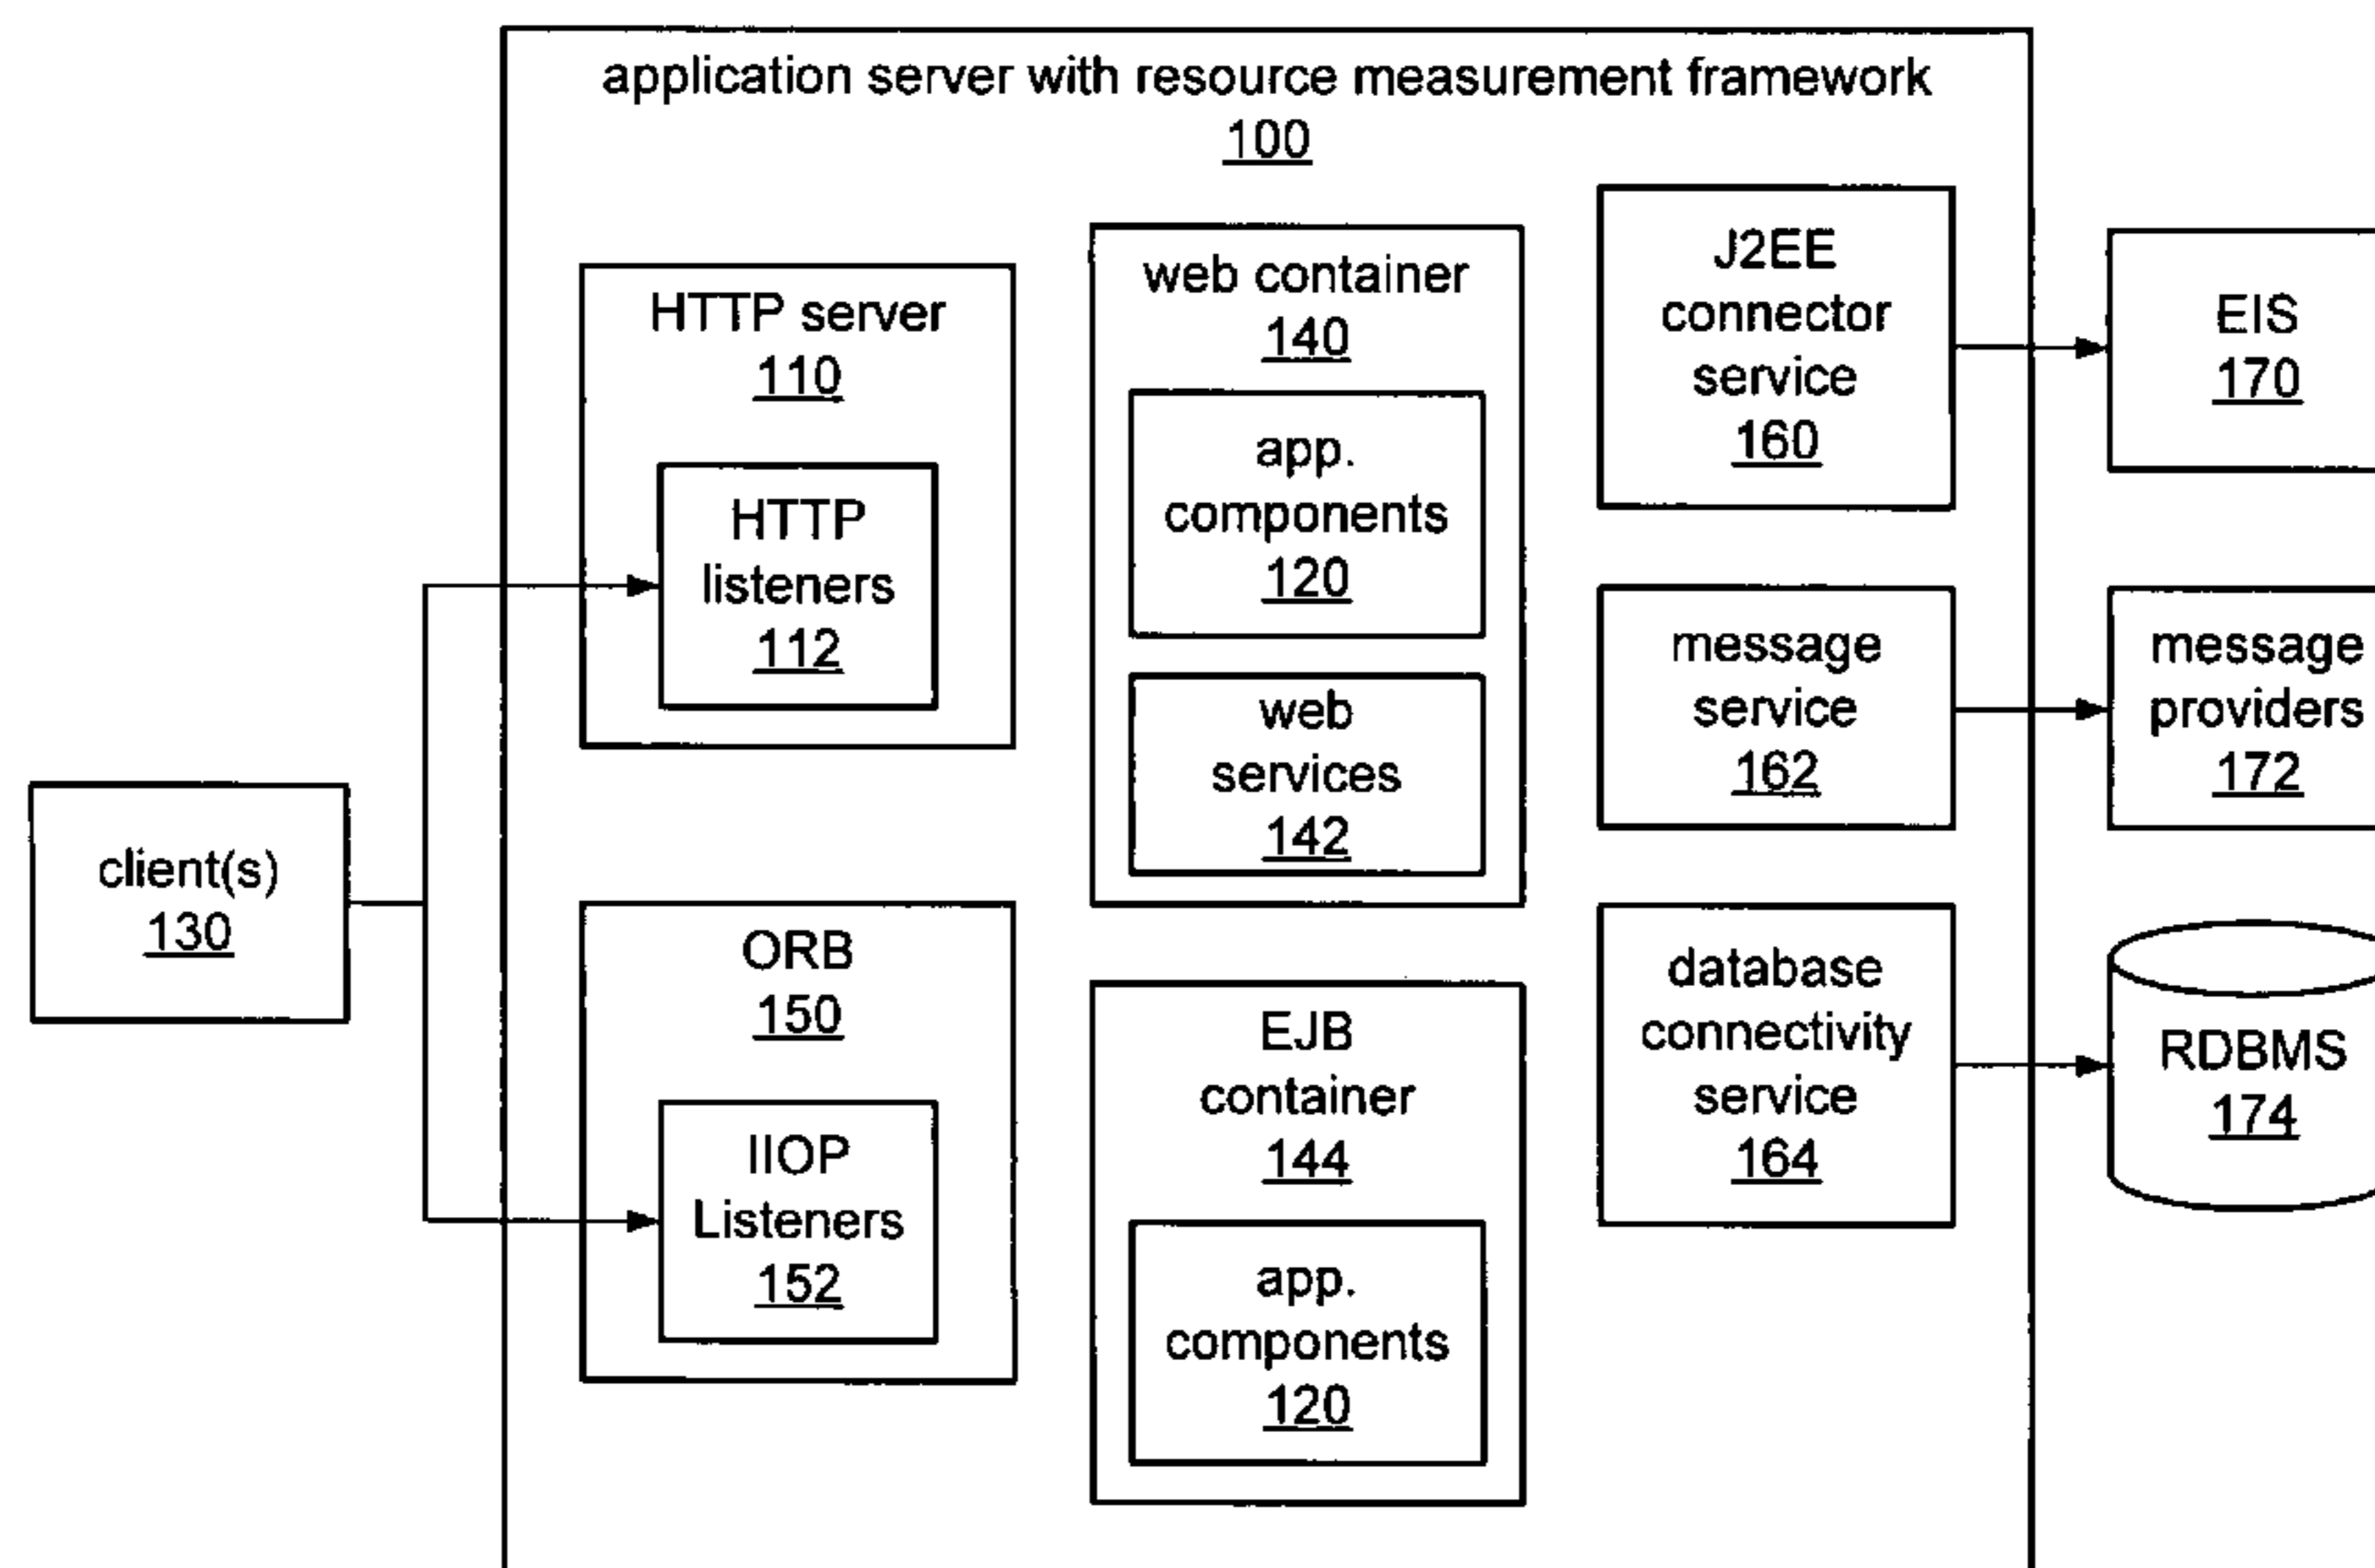 application server with resource measurement framework
100
HTTP server
110
HTTP
listeners
112
client(s)
130
ORB
150
IIOP
Listeners
152
web container
140
app.
components
120
web
services
142
EJB
container
144
app.
components
120
J2EE
connector
service
160
message
service
162
database
connectivity
service
164
EIS
170
message
providers
172
RDBMS
174